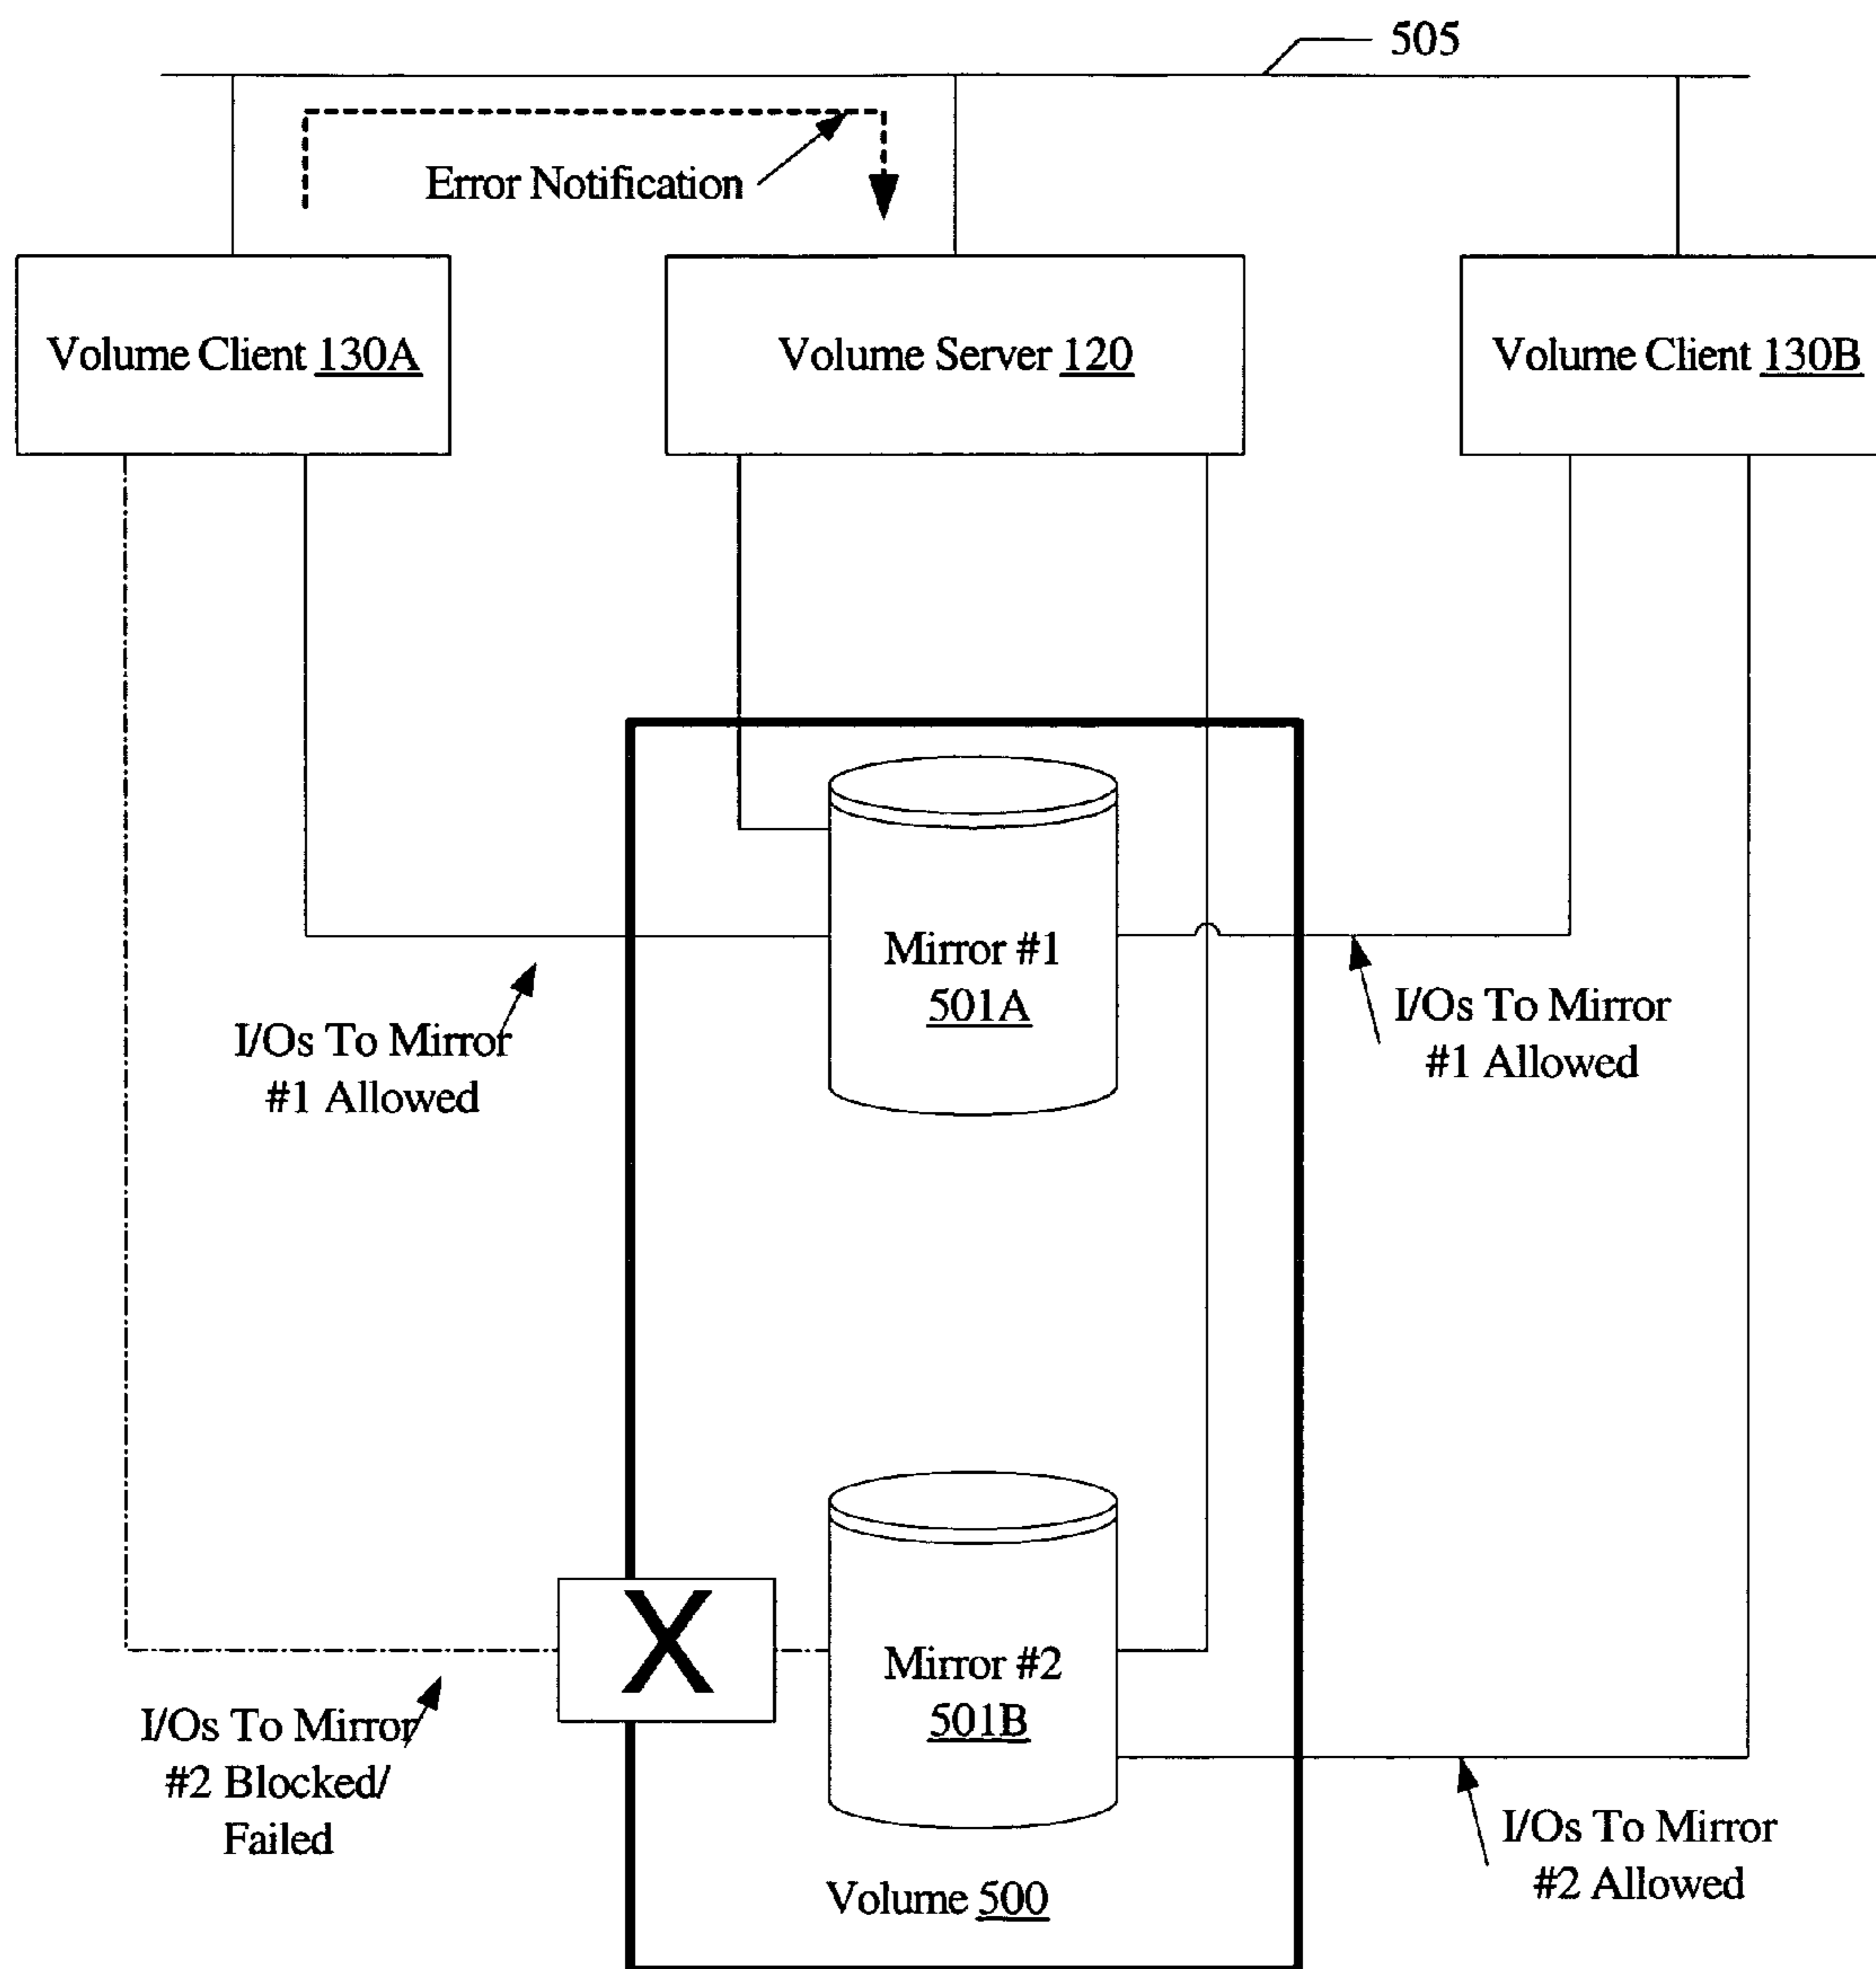 505
Error Notification
Volume Client 130A
Volume Server 120
Volume Client 130B
Mirror #1
501A
I/Os To Mirror
#1 Allowed
I/Os To Mirror
#1 Allowed
X
Mirror #2
501B
I/Os To Mirror
#2 Blocked/
Failed
I/Os To Mirror
#2 Allowed
Volume 500